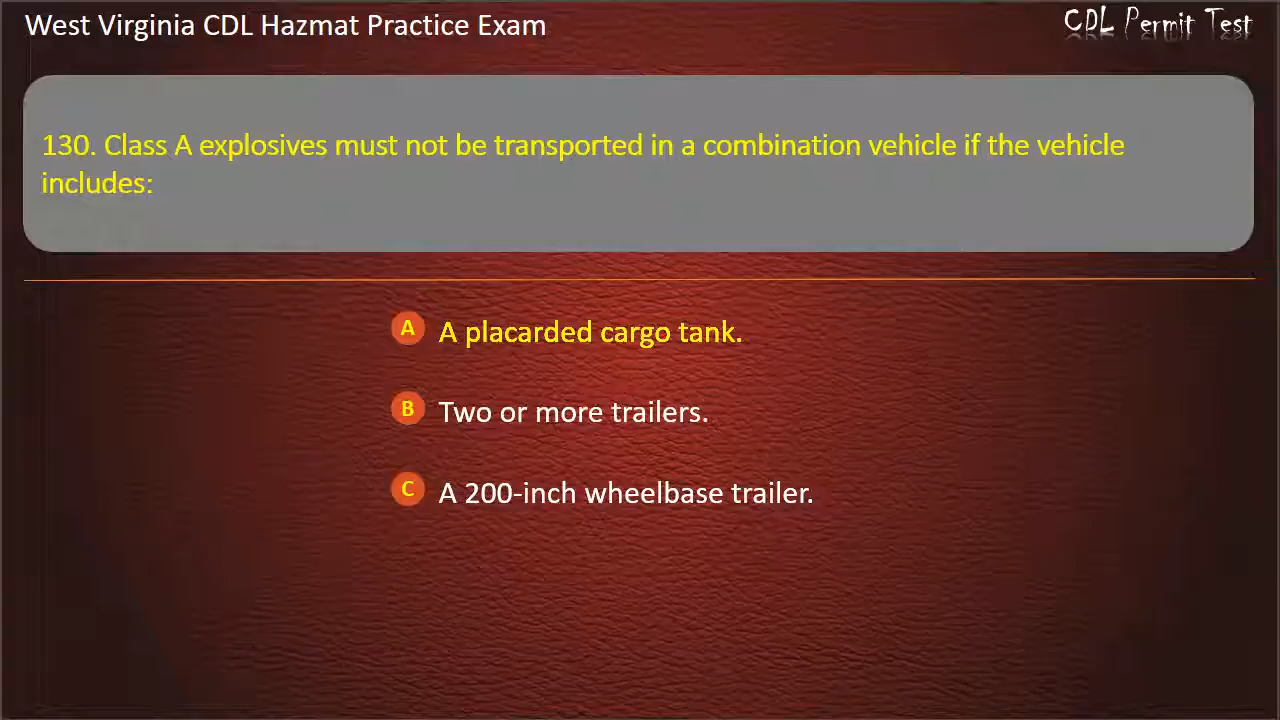 West Virginia CDL Hazmat Practice Exam
CDL Permit Test
130. Class A explosives must not be transported in a combination vehicle if the vehicle
includes:
A A placarded cargo tank.
B Two or more trailers.
C A 200-inch wheelbase trailer.